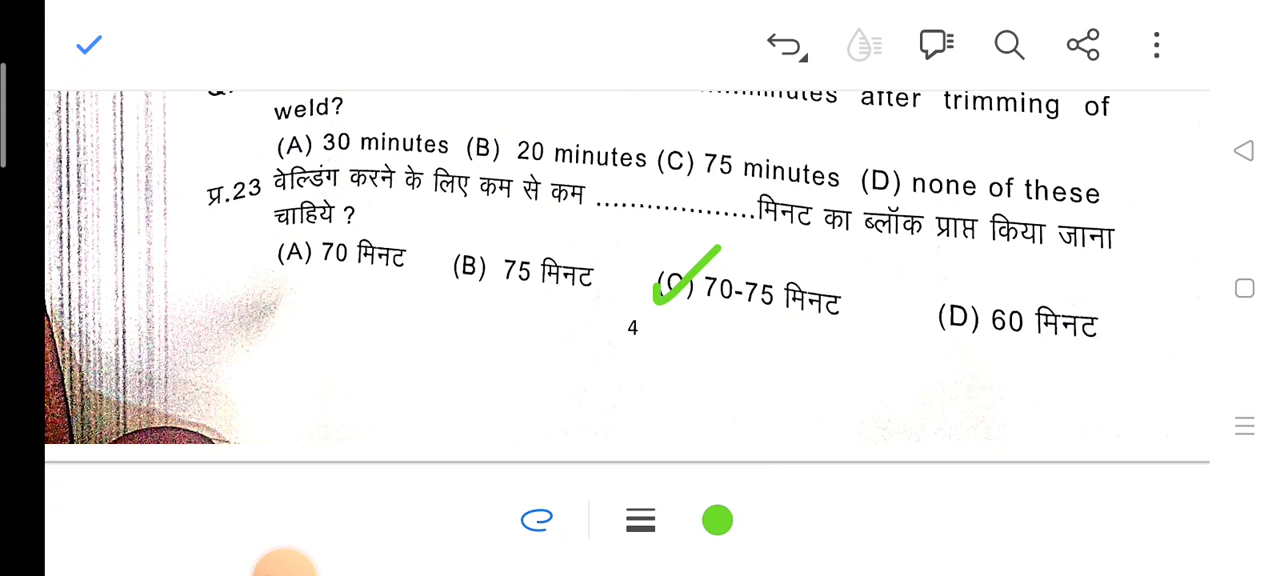 minutes after trimming of
weld?
(A) 30 minutes (B) 20 minutes (C) 75 minutes (D) none of these
प्र.23 वेल्डिंग करने के लिए कम से कम ...................मिनट का ब्लॉक प्राप्त किया जाना
चाहिये ?
(A) 70 मिनट (B) 75 मिनट (C) 70-75 मिनट (D) 60 मिनट
4